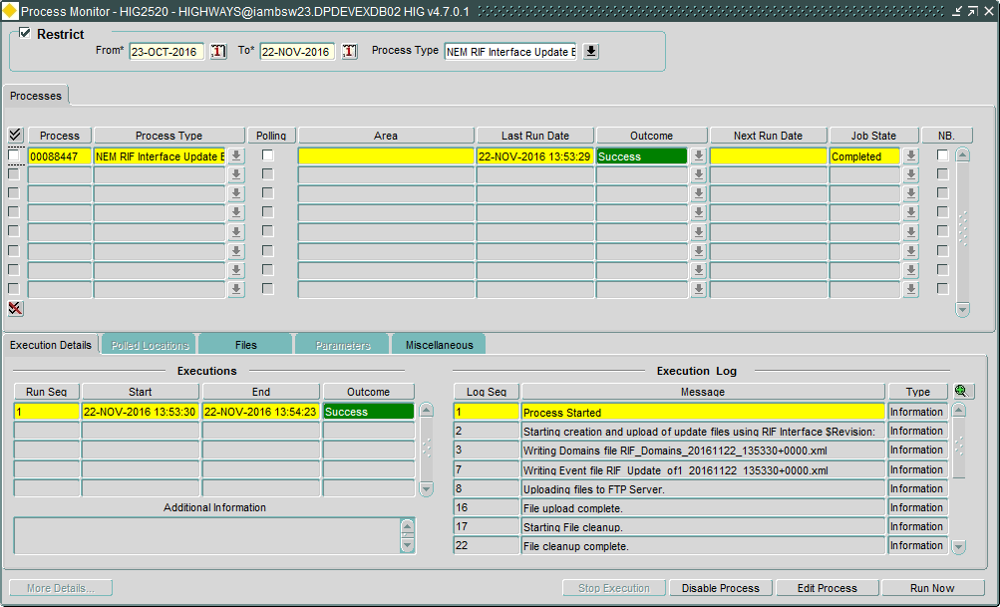 Process Monitor - HIG2520 - HIGHWAYS@iambsw23.DPDEVEXDB02 HIG v4.7.0.1
Restrict
From* 23-OCT-2016 1 To* 22-NOV-2016 1 Process Type NEM RIF Interface Update
Processes
Process Process Type Polling Area Last Run Date Outcome Next Run Date Job State NB.
00088447 NEM RIF Interface Update 22-NOV-2016 13:53:29 Success Completed
Execution Details Polled Locations Files Parameters Miscellaneous
Executions
Run Seq Start End Outcome
1 22-NOV-2016 13:53:30 22-NOV-2016 13:54:23 Success
Additional Information
Execution Log
Log Seq Message Type
1 Process Started Information
2 Starting creation and upload of update files using RIF Interface $Revision: Information
3 Writing Domains file RIF_Domains_20161122_135330+0000.xml Information
7 Writing Event file RIF_Update_of1_20161122_135330+0000.xml Information
8 Uploading files to FTP Server. Information
16 File upload complete. Information
17 Starting File cleanup. Information
22 File cleanup complete. Information
More Details... Stop Execution Disable Process Edit Process Run Now